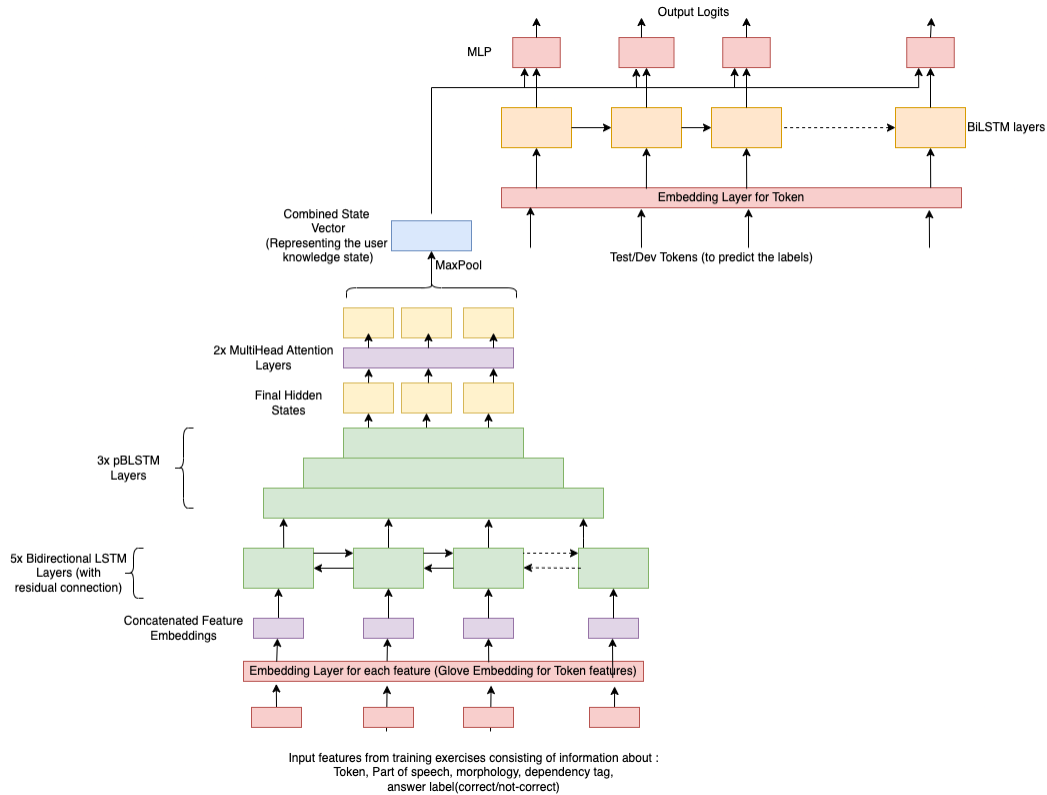 Output Logits
MLP
BiLSTM layers
Embedding Layer for Token
Test/Dev Tokens (to predict the labels)
Combined State
Vector
(Representing the user
knowledge state)
MaxPool
2x MultiHead Attention
Layers
Final Hidden
States
3x pBLSTM
Layers
5x Bidirectional LSTM
Layers (with
residual connection)
Concatenated Feature
Embeddings
Embedding Layer for each feature (Glove Embedding for Token features)
Input features from training exercises consisting of information about :
Token, Part of speech, morphology, dependency tag,
answer label(correct/not-correct)